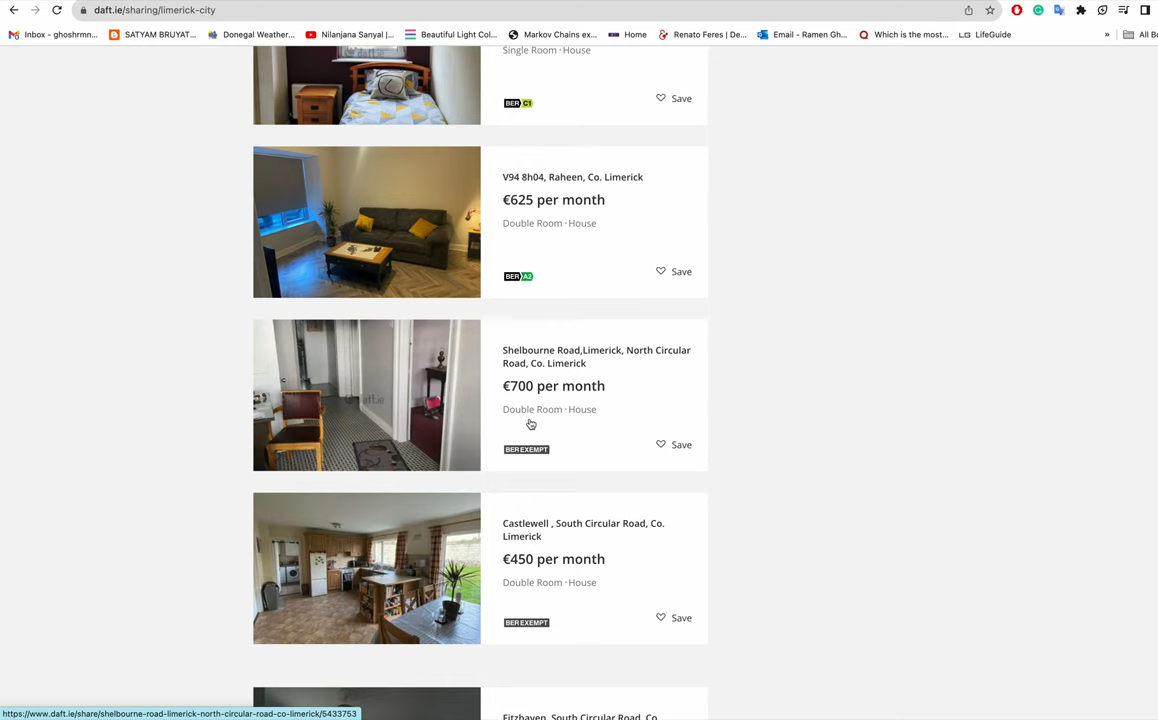 daft.ie/sharing/limerick-city
Inbox - ghoshrmn...
SATYAM BRUYAT...
Donegal Weather...
Nilanjana Sanyal |...
Beautiful Light Col...
Markov Chains ex...
Home
Renato Feres | De...
Email - Ramen Gh...
Which is the most...
LifeGuide
»
All Bo
Single Room · House
BER C1
Save
V94 8h04, Raheen, Co. Limerick
€625 per month
Double Room · House
BER A2
Save
Shelbourne Road,Limerick, North Circular
Road, Co. Limerick
€700 per month
Double Room · House
BER EXEMPT
Save
daft.ie
Castlewell , South Circular Road, Co.
Limerick
€450 per month
Double Room · House
BER EXEMPT
Save
Fitzhaven, South Circular Road, Co.
https://www.daft.ie/share/shelbourne-road-limerick-north-circular-road-co-limerick/5433753